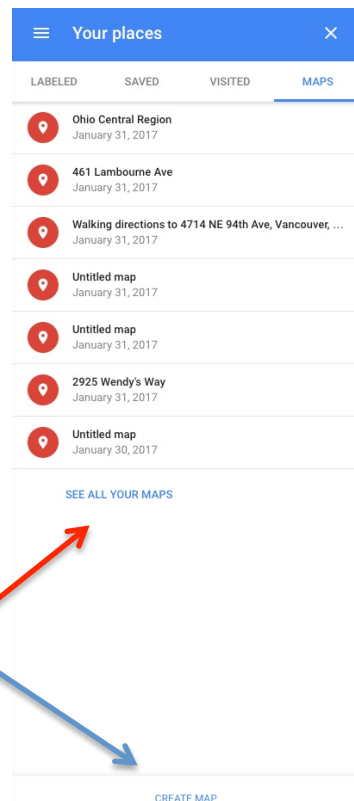 Your places
LABELED SAVED VISITED MAPS
Ohio Central Region
January 31, 2017
461 Lambourne Ave
January 31, 2017
Walking directions to 4714 NE 94th Ave, Vancouver, ...
January 31, 2017
Untitled map
January 31, 2017
Untitled map
January 31, 2017
2925 Wendy's Way
January 31, 2017
Untitled map
January 30, 2017
SEE ALL YOUR MAPS
CREATE MAP